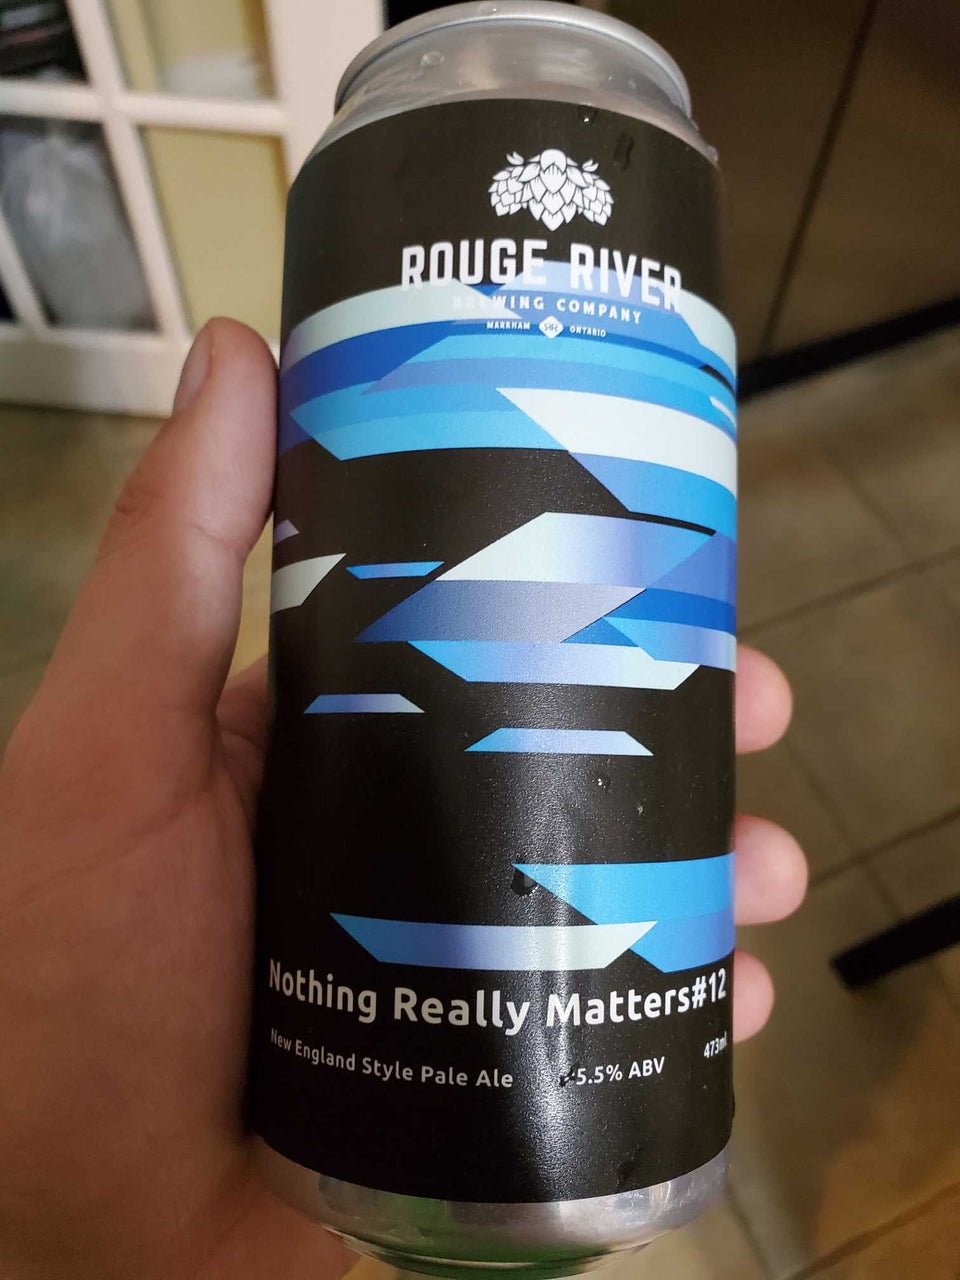 ROUGE RIVER
BREWING COMPANY
MARKHAM RR ONTARIO
Nothing Really Matters#12
New England Style Pale Ale 5.5% ABV 473ml